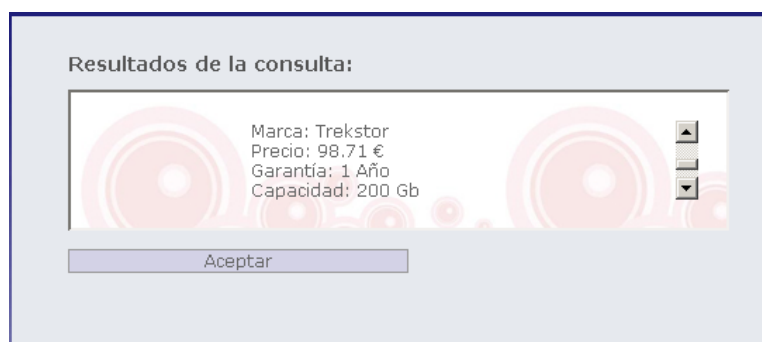 Resultados de la consulta:
Marca: Trekstor
Precio: 98.71 €
Garantía: 1 Año
Capacidad: 200 Gb
Aceptar